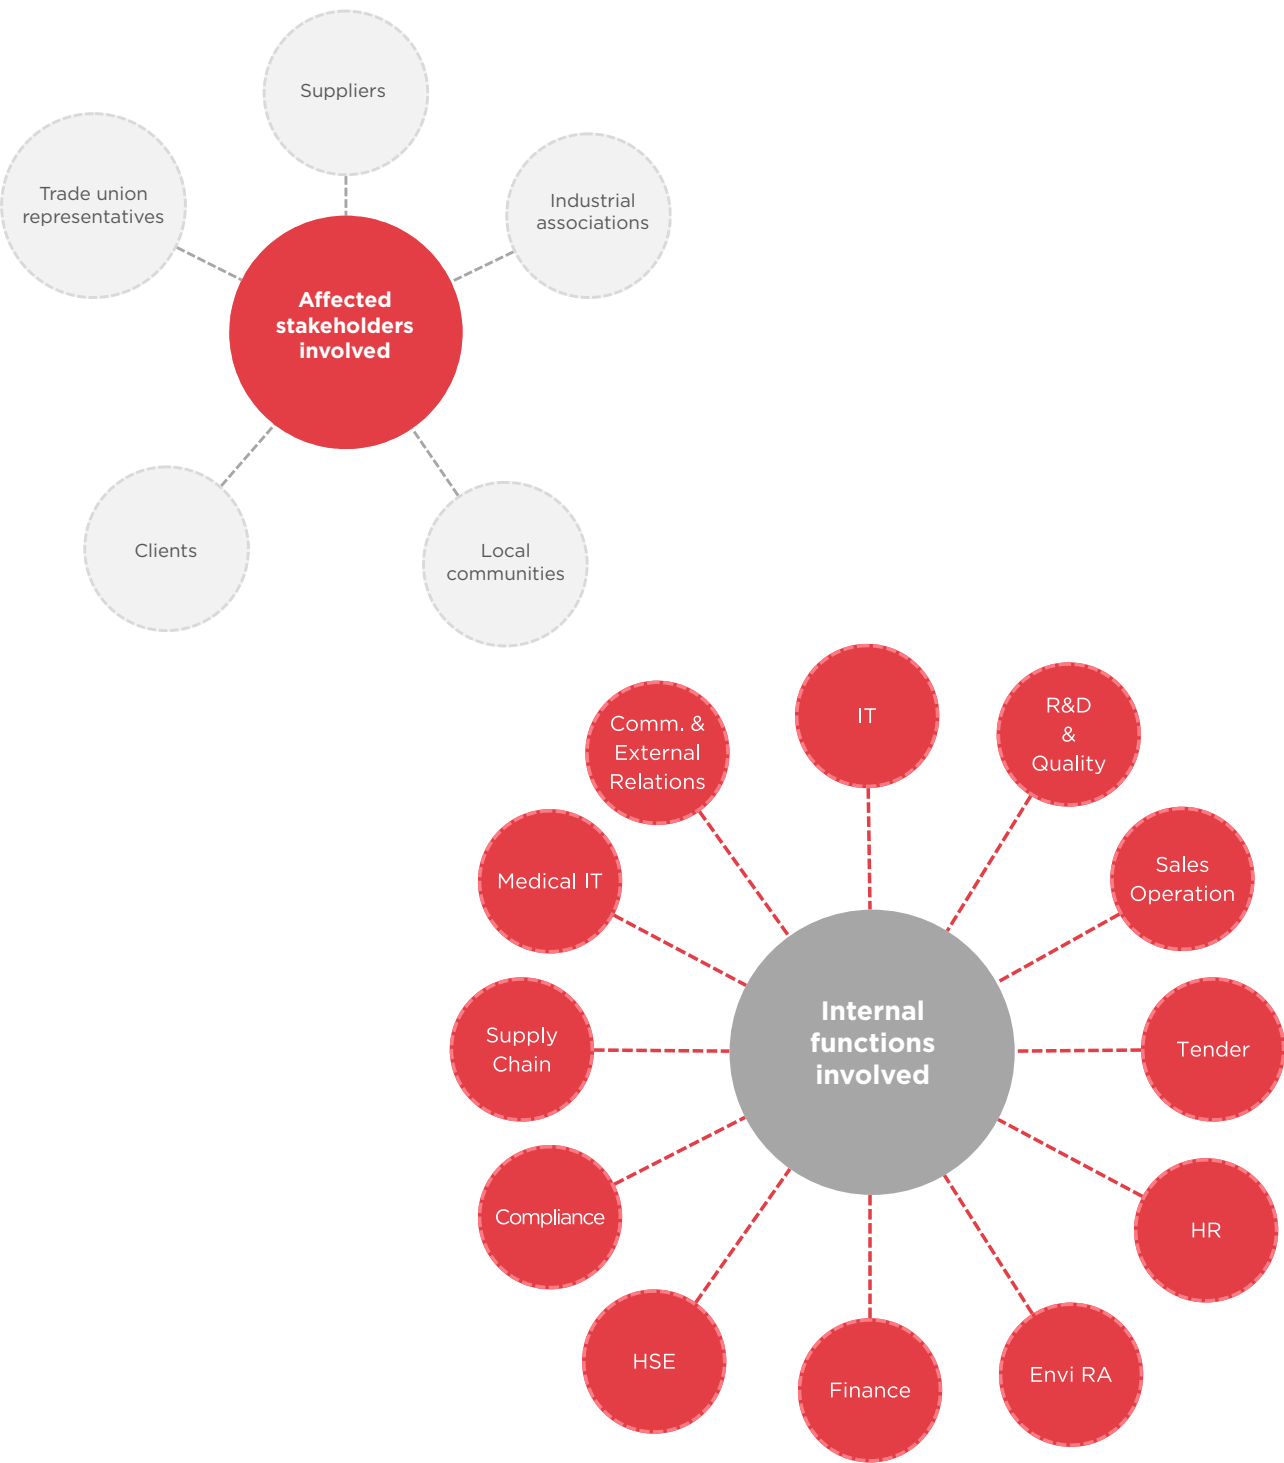 Suppliers
Trade union
representatives
Industrial
associations
Affected
stakeholders
involved
Clients
Local
communities
IT
R&D
&
Quality
Comm. &
External
Relations
Sales
Operation
Medical IT
Internal
functions
involved
Supply
Chain
Tender
Compliance
HR
HSE
Finance
Envi RA